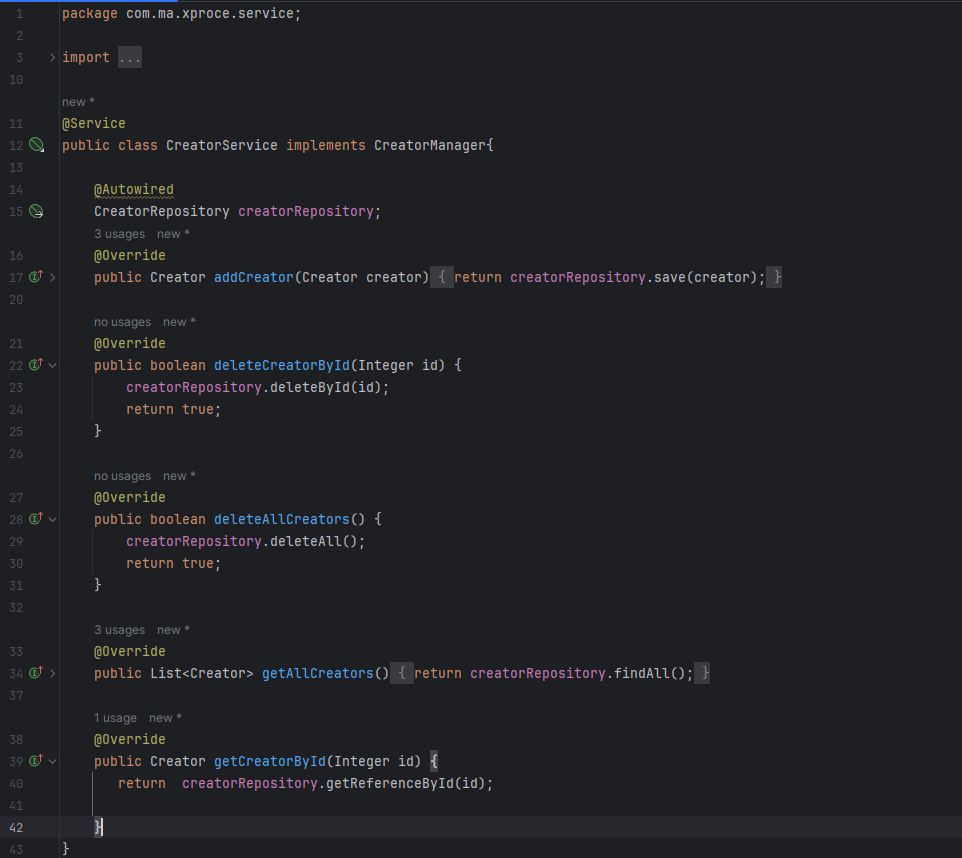 1 package com.ma.xproce.service;
2
3 import ...
10
new *
11 @Service
12 public class CreatorService implements CreatorManager{
13
14 @Autowired
15 CreatorRepository creatorRepository;
3 usages new *
16 @Override
17 public Creator addCreator(Creator creator) { return creatorRepository.save(creator); }
20
no usages new *
21 @Override
22 public boolean deleteCreatorById(Integer id) {
23 creatorRepository.deleteById(id);
24 return true;
25 }
26
no usages new *
27 @Override
28 public boolean deleteAllCreators() {
29 creatorRepository.deleteAll();
30 return true;
31 }
32
3 usages new *
33 @Override
34 public List<Creator> getAllCreators() { return creatorRepository.findAll(); }
37
1 usage new *
38 @Override
39 public Creator getCreatorById(Integer id) {
40 return creatorRepository.getReferenceById(id);
41
42 }
43 }